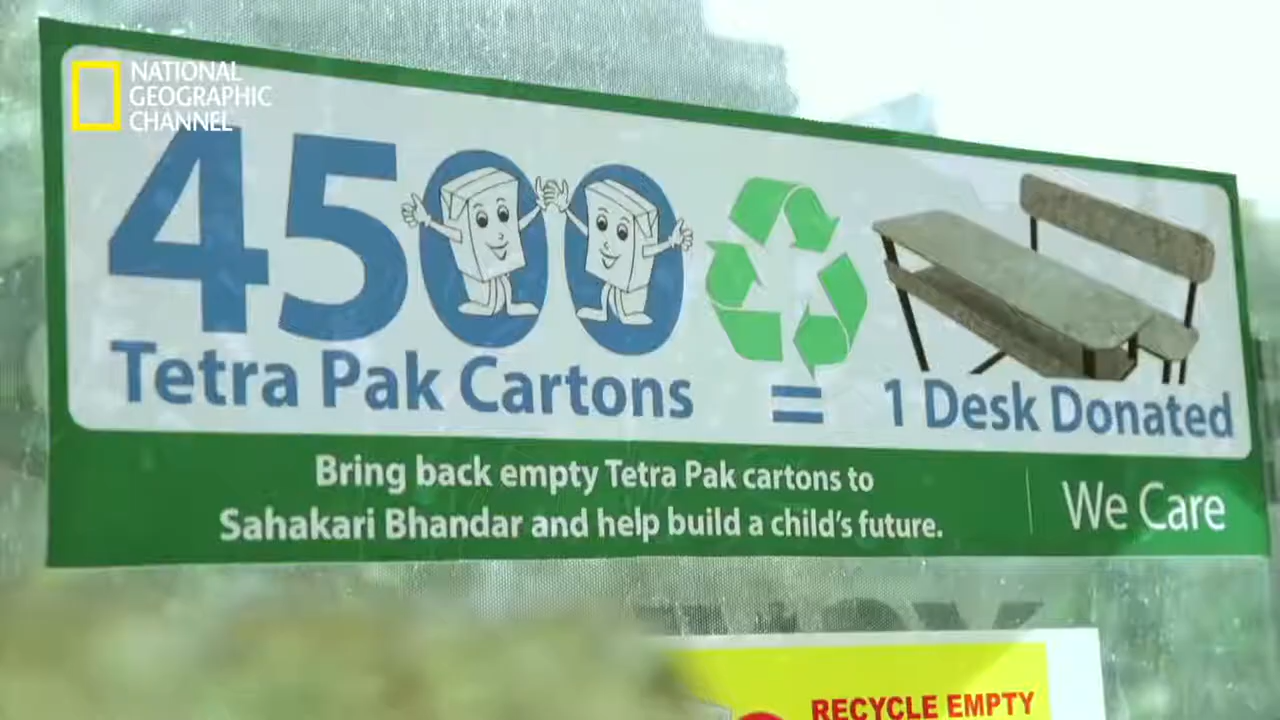 NATIONAL
GEOGRAPHIC
CHANNEL
4500
Tetra Pak Cartons = 1 Desk Donated
Bring back empty Tetra Pak cartons to
Sahakari Bhandar and help build a child's future.
We Care
RECYCLE EMPTY